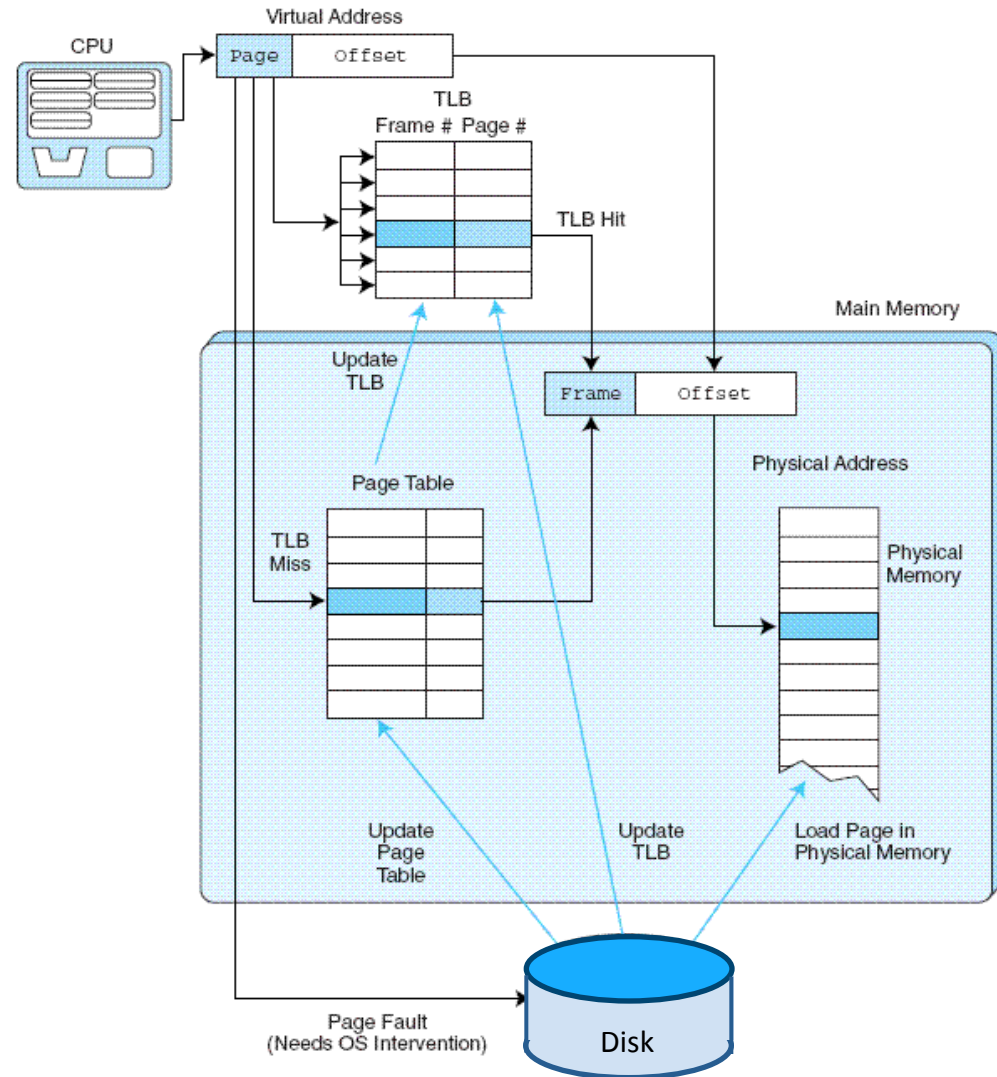 Virtual Address
CPU
Page
Offset
TLB
Frame # Page #
TLB Hit
Main Memory
Update
TLB
Frame
Offset
Physical Address
Page Table
TLB
Miss
Physical
Memory
Update
Page
Table
Update
TLB
Load Page in
Physical Memory
Page Fault
(Needs OS Intervention)
Disk